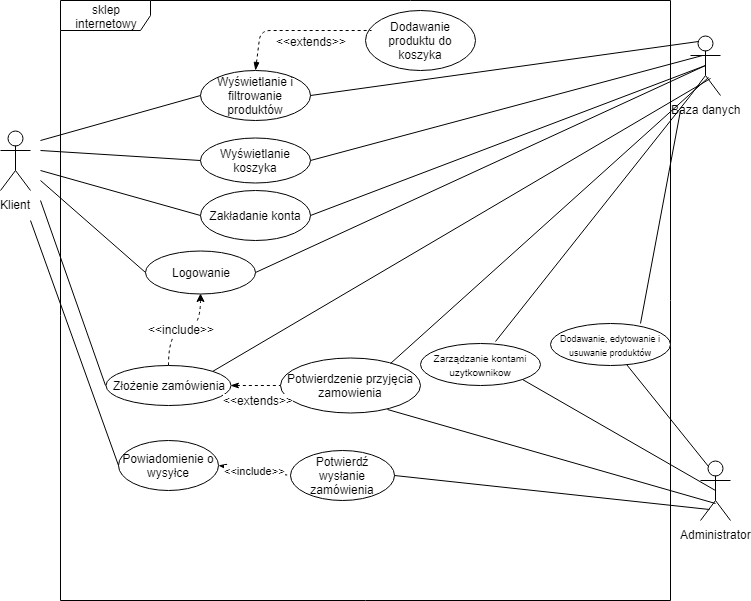 sklep
internetowy
Dodawanie
produktu do
koszyka
<<extends>>
Wyświetlanie i
filtrowanie
produktów
Baza danych
Klient
Wyświetlanie
koszyka
Zakładanie konta
Logowanie
<<include>>
Dodawanie, edytowanie i
usuwanie produktów
Zarządzanie kontami
uzytkownikow
Potwierdzenie przyjęcia
zamowienia
Złożenie zamówienia
<<extends>>
Powiadomienie o
wysyłce
<<include>>
Potwierdź
wysłanie
zamówienia
Administrator